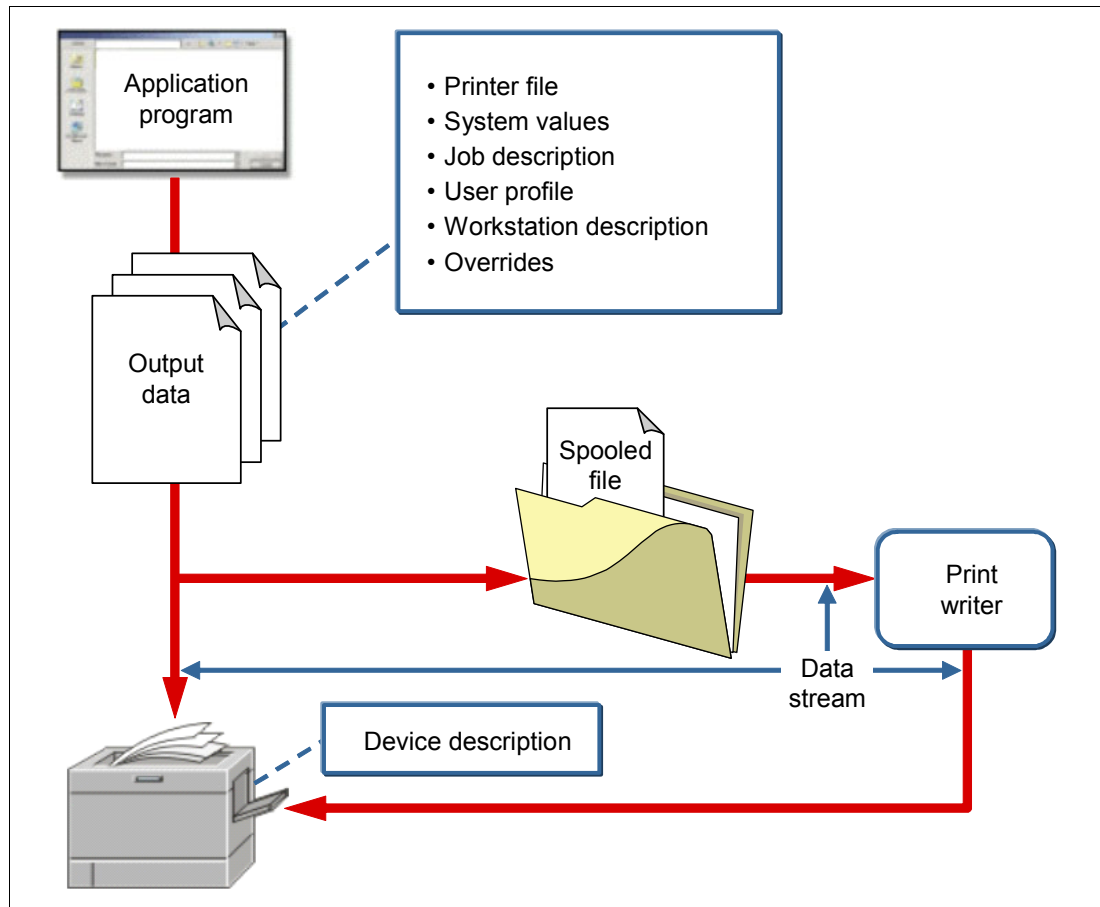 Application
program
• Printer file
• System values
• Job description
• User profile
• Workstation description
• Overrides
Output
data
Spooled
file
Print
writer
Data
stream
Device description